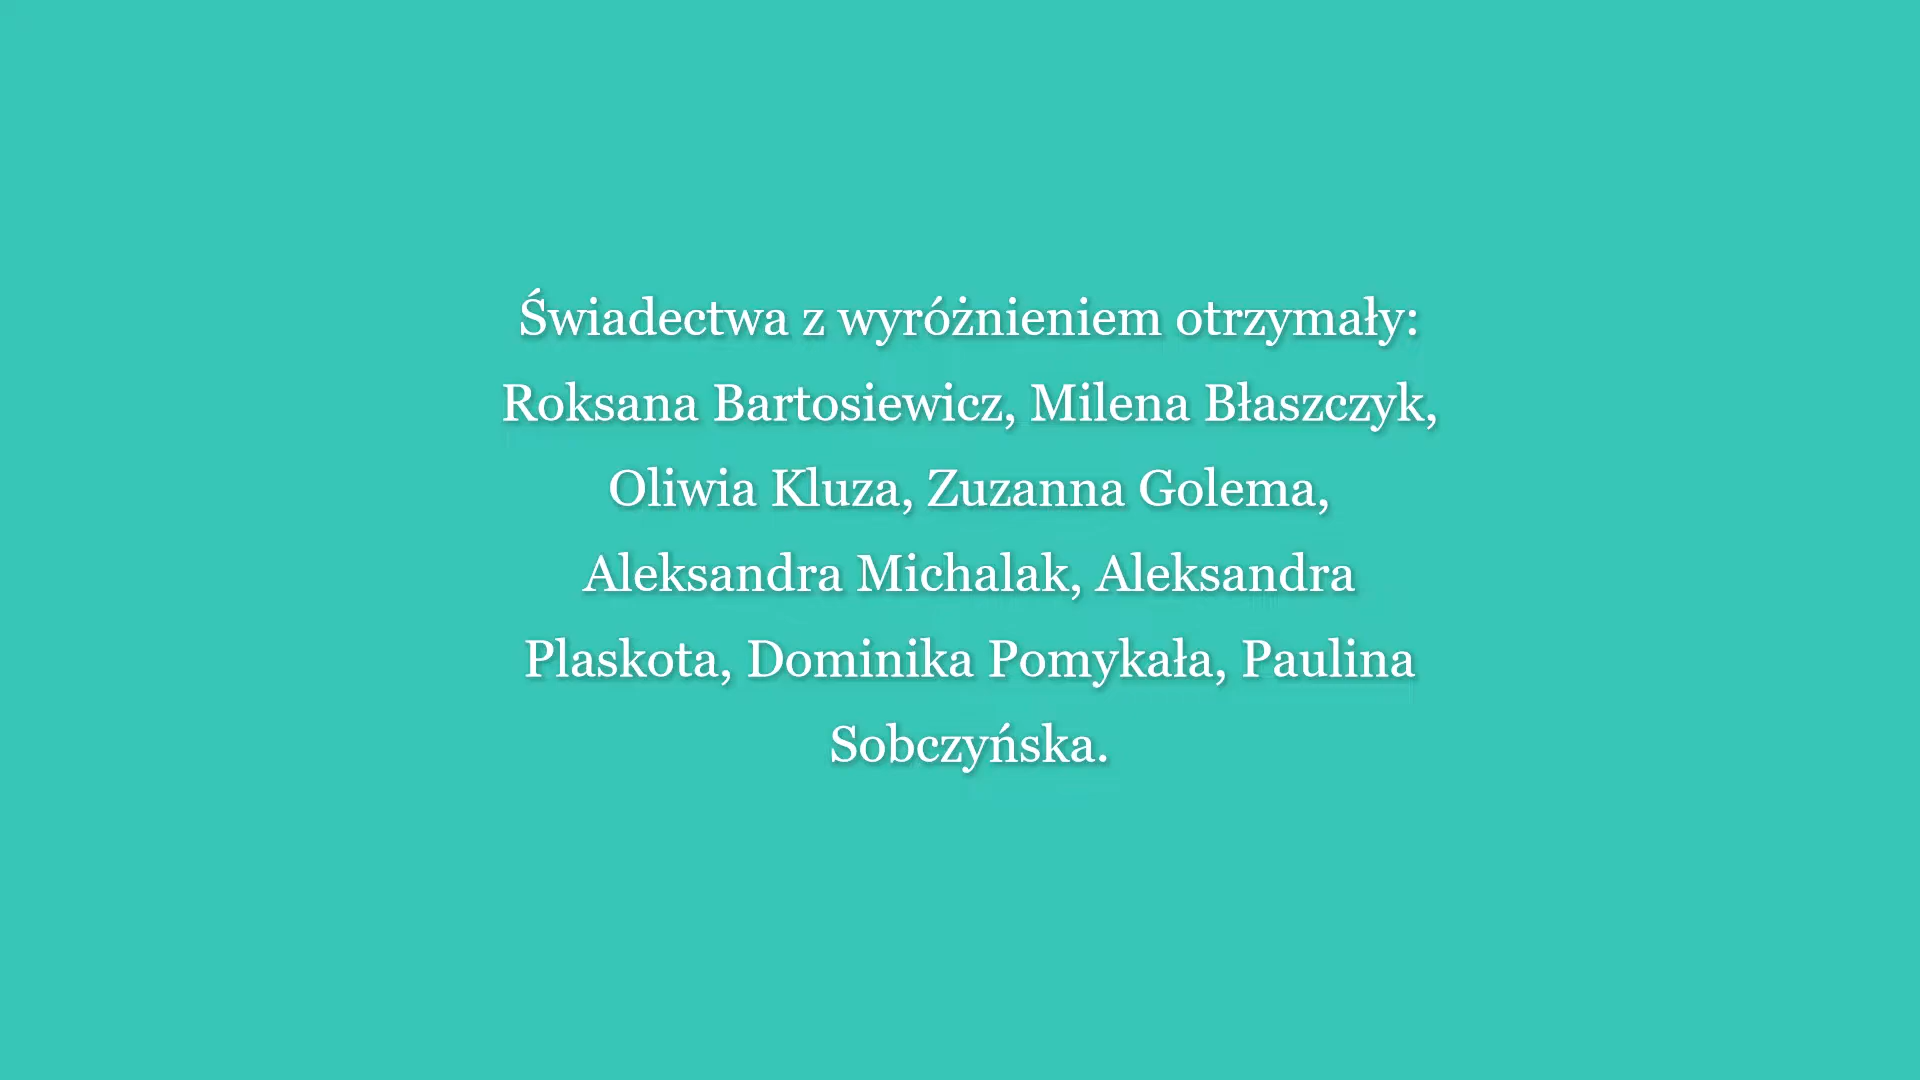 Świadectwa z wyróżnieniem otrzymały:
Roksana Bartosiewicz, Milena Błaszczyk,
Oliwia Kluza, Zuzanna Golema,
Aleksandra Michalak, Aleksandra
Plaskota, Dominika Pomykała, Paulina
Sobczyńska.